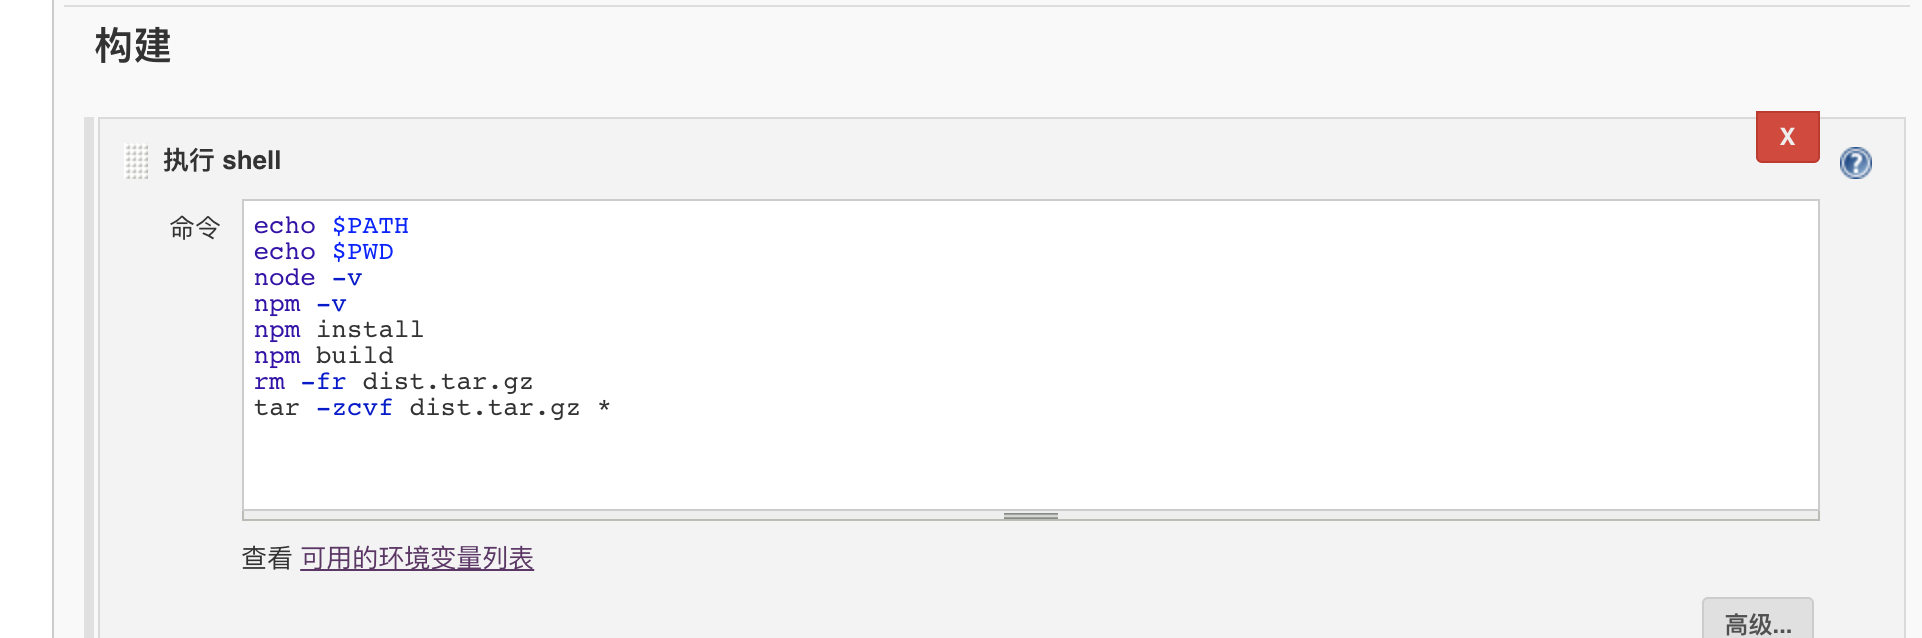 构建
X
执行 shell
命令
echo $PATH
echo $PWD
node -v
npm -v
npm install
npm build
rm -fr dist.tar.gz
tar -zcvf dist.tar.gz *
查看 可用的环境变量列表
高级...